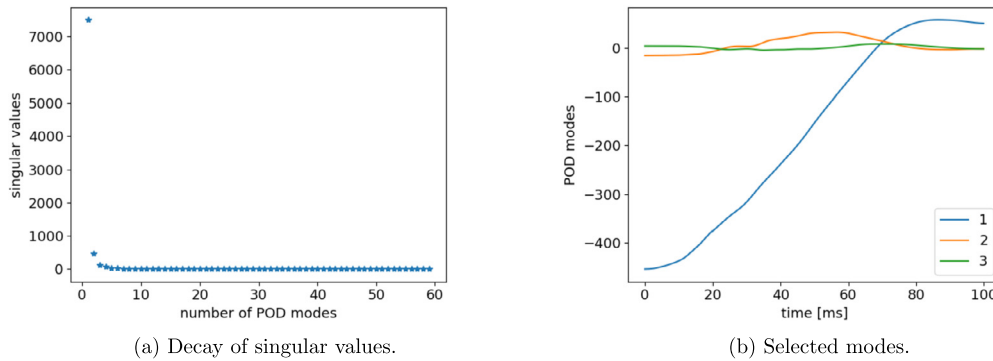 7000
6000
5000
4000
3000
2000
1000
0
singular values
0 10 20 30 40 50 60
number of POD modes
(a) Decay of singular values.
0
−100
−200
−300
−400
POD modes
1
2
3
0 20 40 60 80 100
time [ms]
(b) Selected modes.